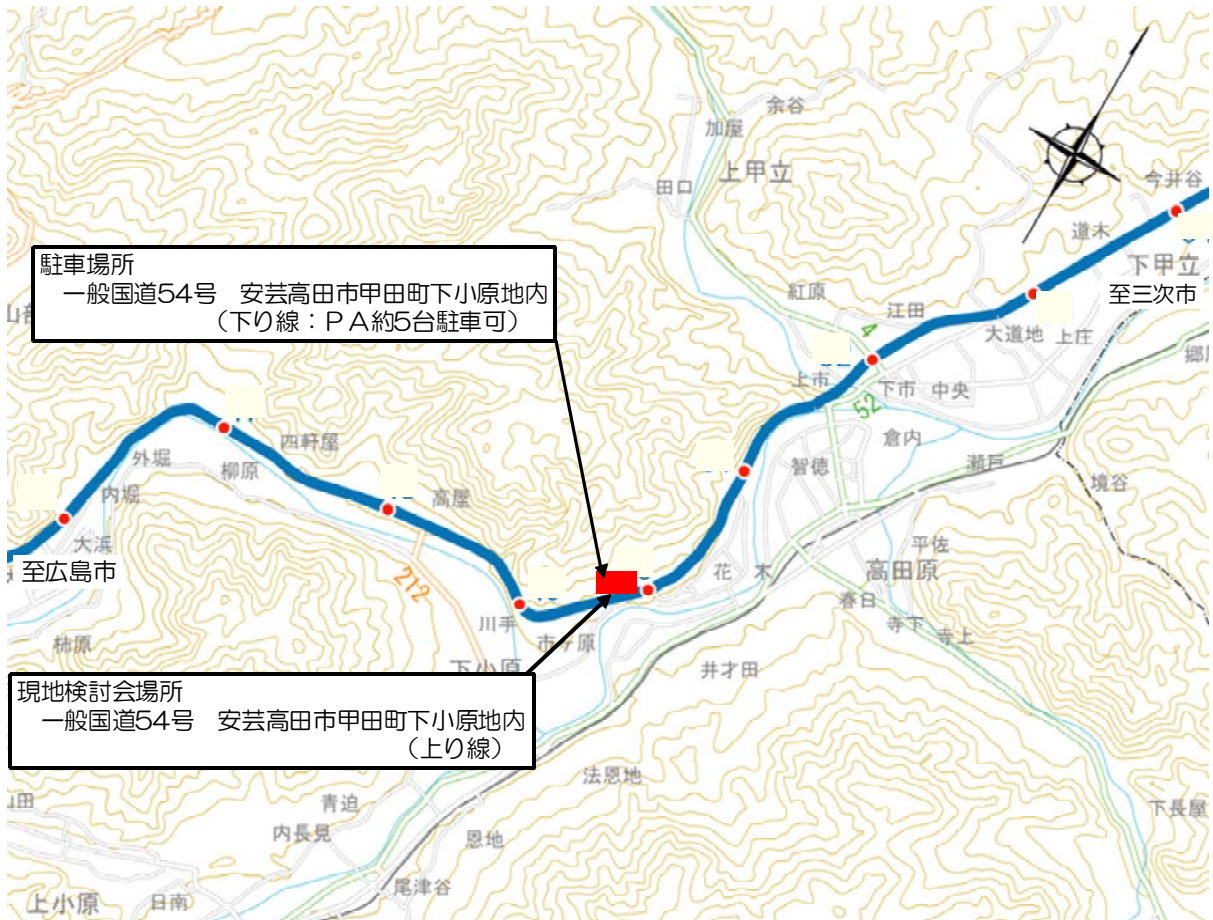 余谷
加屋
上甲立
田口
今井谷
道木
下甲立
至三次市
駐車場所
一般国道54号 安芸高田市甲田町下小原地内
（下り線：ＰＡ約5台駐車可）
紅原
江田
4
大道地
上庄
上市
下市
中央
52
倉内
瀬戸
境谷
智徳
四軒屋
外堀
柳原
高屋
内堀
大浜
至広島市
212
平佐
高田原
花木
春日
寺下
寺上
川手
市ケ原
柿原
下小原
井才田
現地検討会場所
一般国道54号 安芸高田市甲田町下小原地内
（上り線）
法恩地
青迫
内長見
恩地
下長屋
尾津谷
上小原
日南